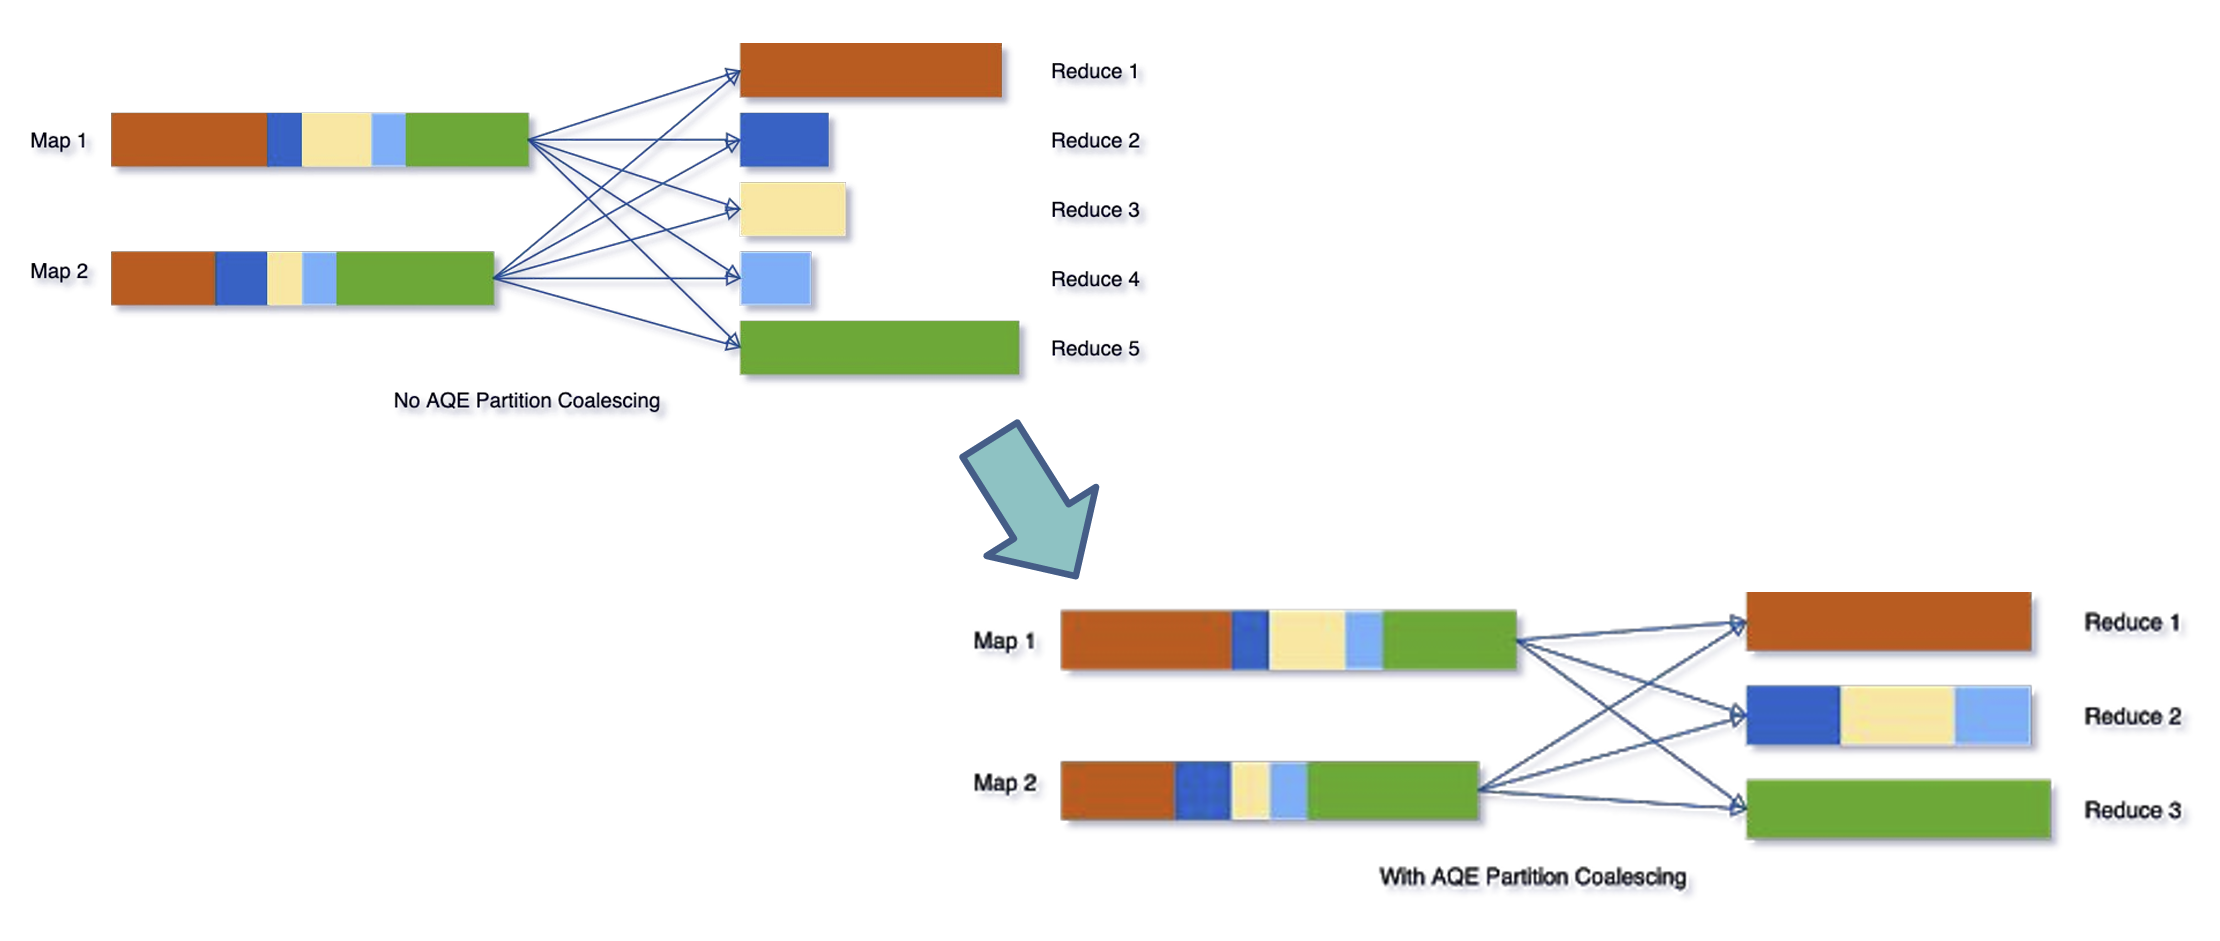 Reduce 1
Map 1
Reduce 2
Reduce 3
Map 2
Reduce 4
Reduce 5
No AQE Partition Coalescing
Map 1
Reduce 1
Reduce 2
Map 2
Reduce 3
With AQE Partition Coalescing